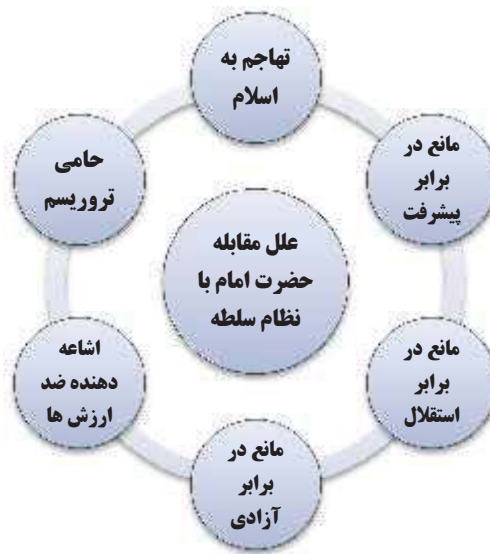 تهاجم به
اسلام
مانع در
برابر
پیشرفت
مانع در
برابر
استقلال
مانع در
برابر
آزادی
اشاعه
دهنده ضد
ارزش ها
حامی
تروریسم
علل مقابله
حضرت امام با
نظام سلطه